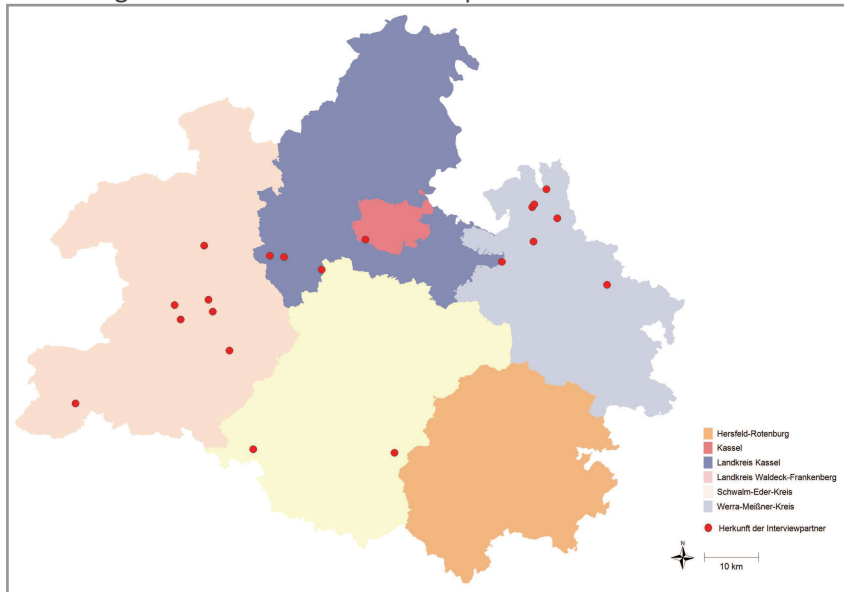 Hersfeld-Rotenburg
Kassel
Landkreis Kassel
Landkreis Waldeck-Frankenberg
Schwalm-Eder-Kreis
Werra-Meißner-Kreis
Herkunft der Interviewpartner
N
10 km